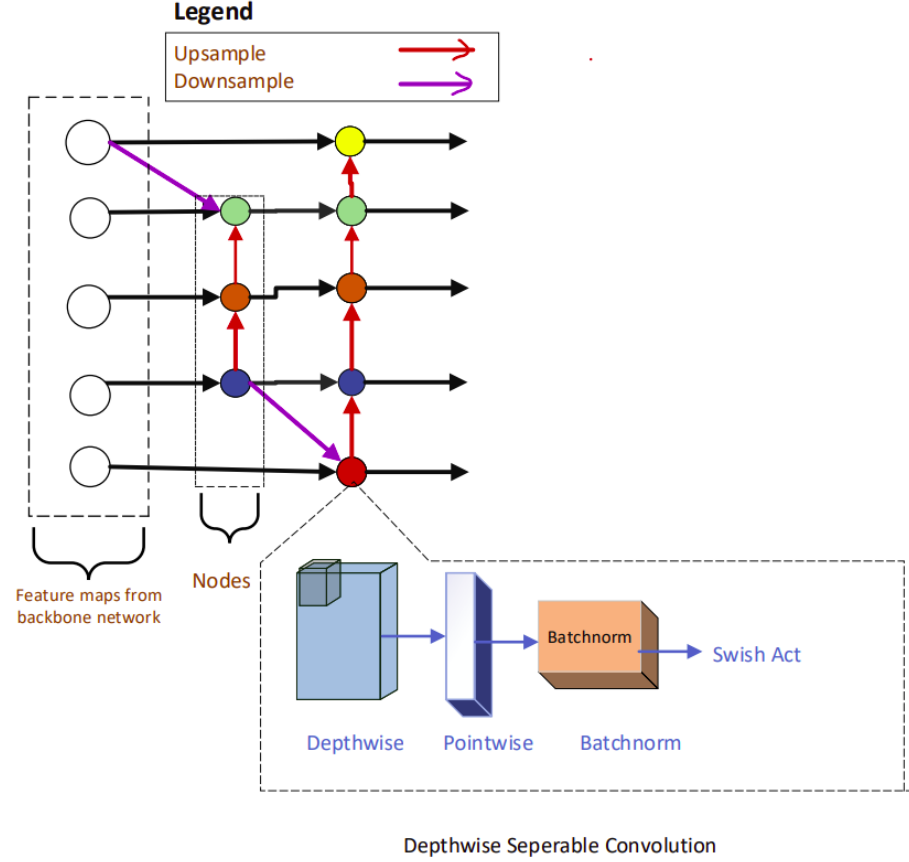 Legend
Upsample
Downsample
Feature maps from
backbone network
Nodes
Batchnorm
Swish Act
Depthwise
Pointwise
Batchnorm
Depthwise Seperable Convolution